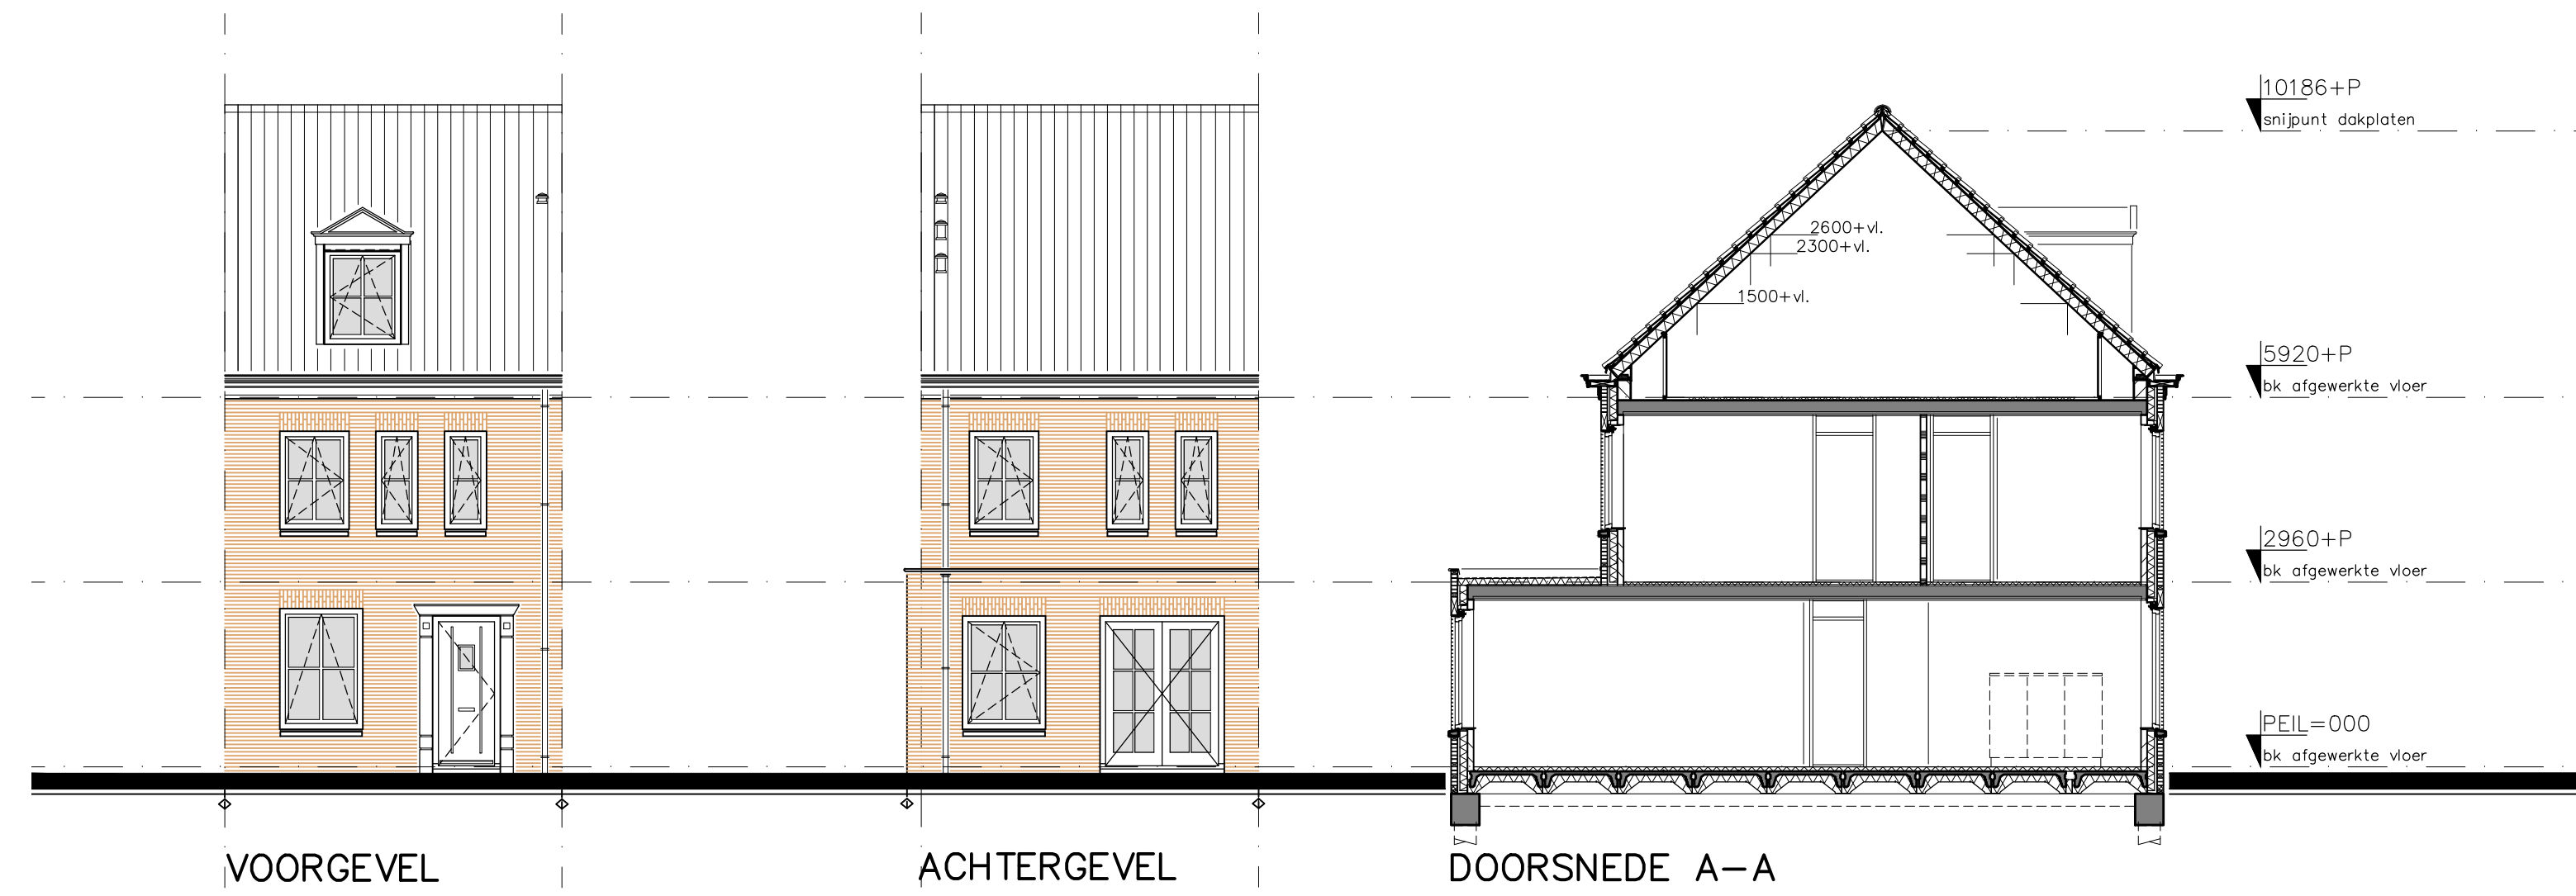 10186+P
snijpunt dakplaten
2600+vl.
2300+vl.
1500+vl.
5920+P
bk afgewerkte vloer
2960+P
bk afgewerkte vloer
PEIL=000
bk afgewerkte vloer
VOORGEVEL
ACHTERGEVEL
DOORSNEDE A-A